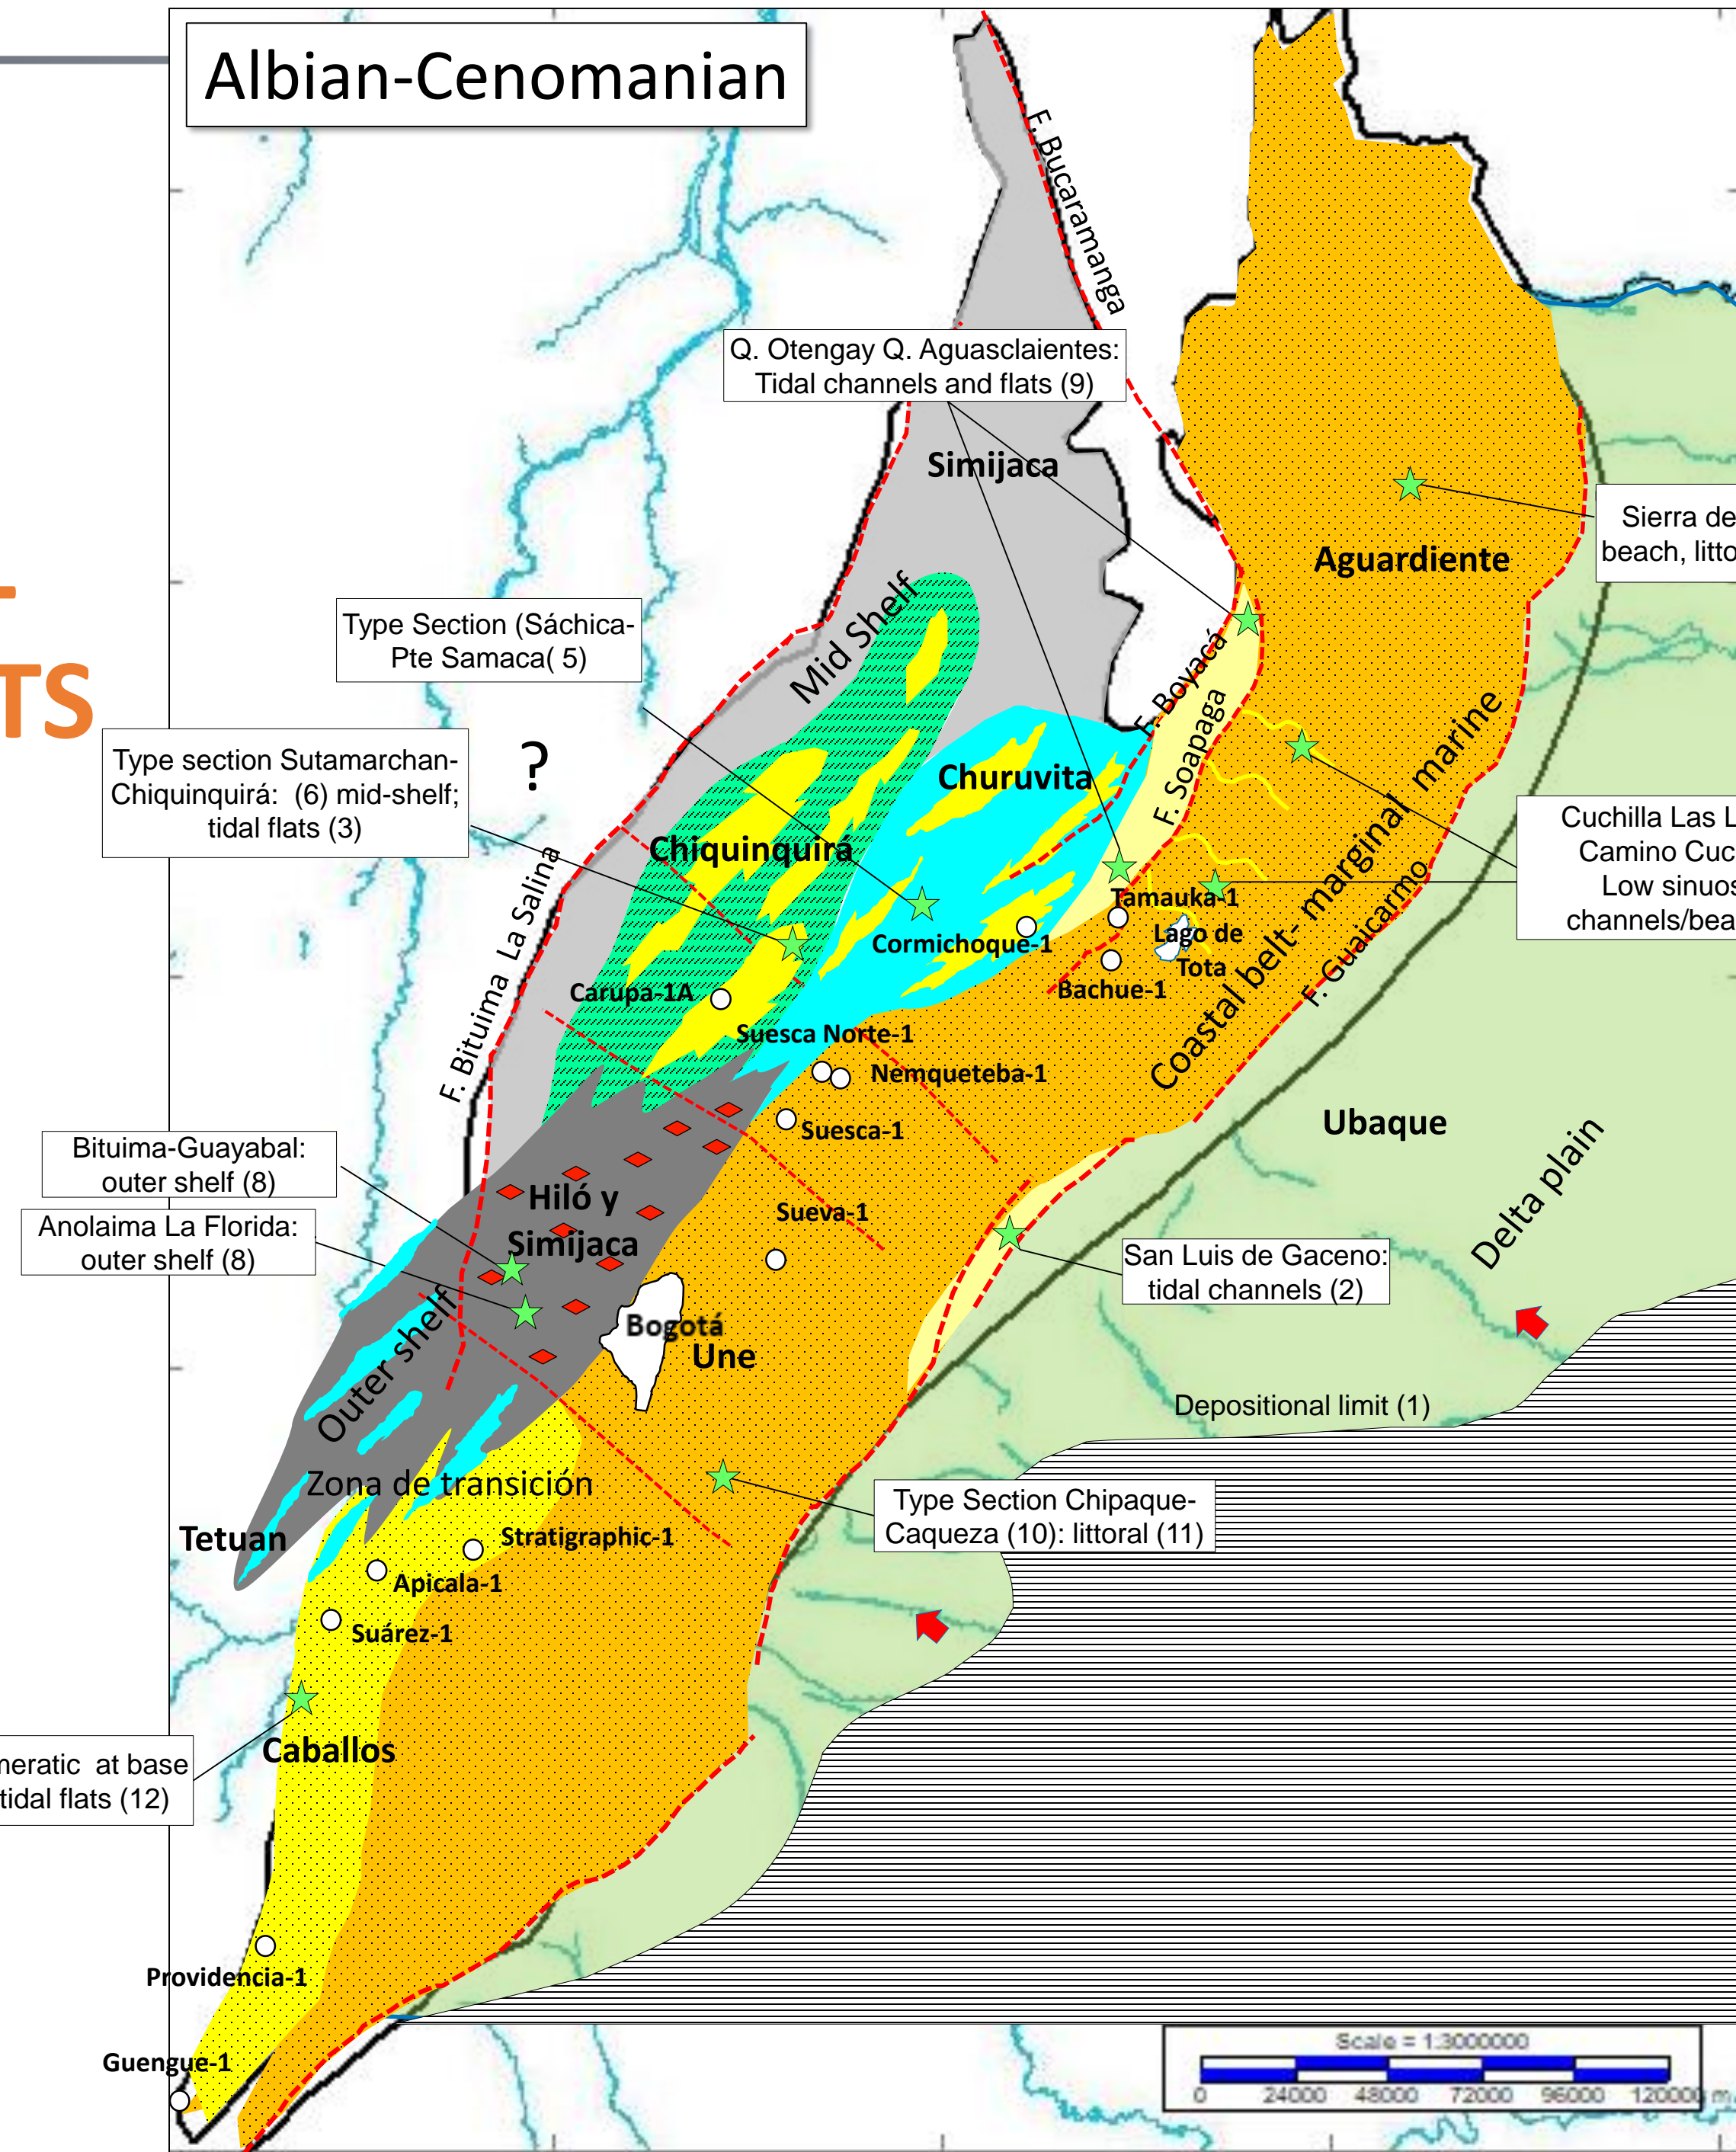 Albian-Cenomanian
TS
F. Bucaramanga
Q. Otengay Q. Aguasclaientes:
Tidal channels and flats (9)
Simijaca
Sierra de
beach, litto
Aguardiente
Mid Shelf
Type Section (Sáchica-
Pte Samaca( 5)
F. Boyacá
F. Soapaga
Type section Sutamarchan-
Chiquinquirá: (6) mid-shelf;
tidal flats (3)
?
Churuvita
Chiquinquirá
Cuchilla Las L
Camino Cuc
Low sinuos
channels/bea
Coastal belt- marginal marine
F. Guaicarmo
Tamauka-1
Lago de
Tota
Cormichoque-1
Bachue-1
F. Bituima La Salina
Carupa-1A
Suesca Norte-1
Nemqueteba-1
Suesca-1
Ubaque
Delta plain
Bituima-Guayabal:
outer shelf (8)
Anolaima La Florida:
outer shelf (8)
Hiló y
Simijaca
Sueva-1
San Luis de Gaceno:
tidal channels (2)
Bogotá
Une
Outer shelf
Depositional limit (1)
Zona de transición
Type Section Chipaque-
Caqueza (10): littoral (11)
Tetuan
Stratigraphic-1
Apicala-1
Suárez-1
Caballos
meratic at base
tidal flats (12)
Providencia-1
Guengue-1
Scale = 1:3000000
0 24000 48000 72000 96000 120000 m